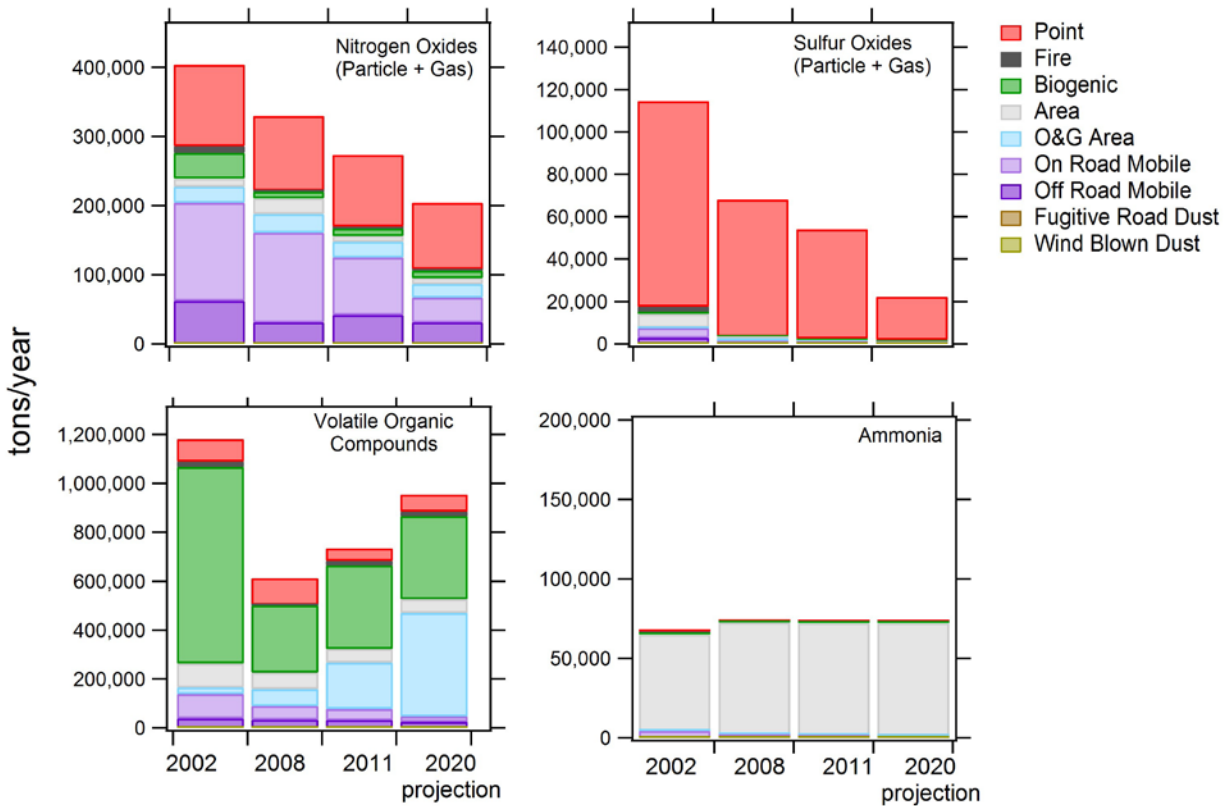 Nitrogen Oxides
(Particle + Gas)
400,000
300,000
200,000
100,000
0
Sulfur Oxides
(Particle + Gas)
140,000
120,000
100,000
80,000
60,000
40,000
20,000
0
Point
Fire
Biogenic
Area
O&G Area
On Road Mobile
Off Road Mobile
Fugitive Road Dust
Wind Blown Dust
tons/year
Volatile Organic
Compounds
1,200,000
1,000,000
800,000
600,000
400,000
200,000
0
2002 2008 2011 2020
projection
Ammonia
200,000
150,000
100,000
50,000
0
2002 2008 2011 2020
projection